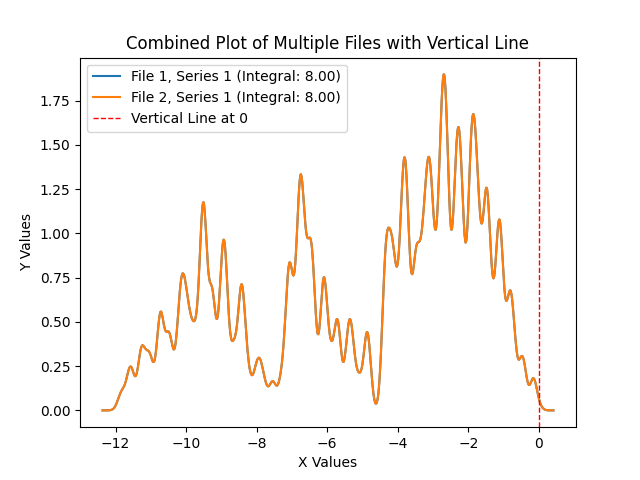 Combined Plot of Multiple Files with Vertical Line
File 1, Series 1 (Integral: 8.00)
File 2, Series 1 (Integral: 8.00)
Vertical Line at 0
1.75
1.50
1.25
1.00
0.75
0.50
0.25
0.00
Y Values
−12
−10
−8
−6
−4
−2
0
X Values